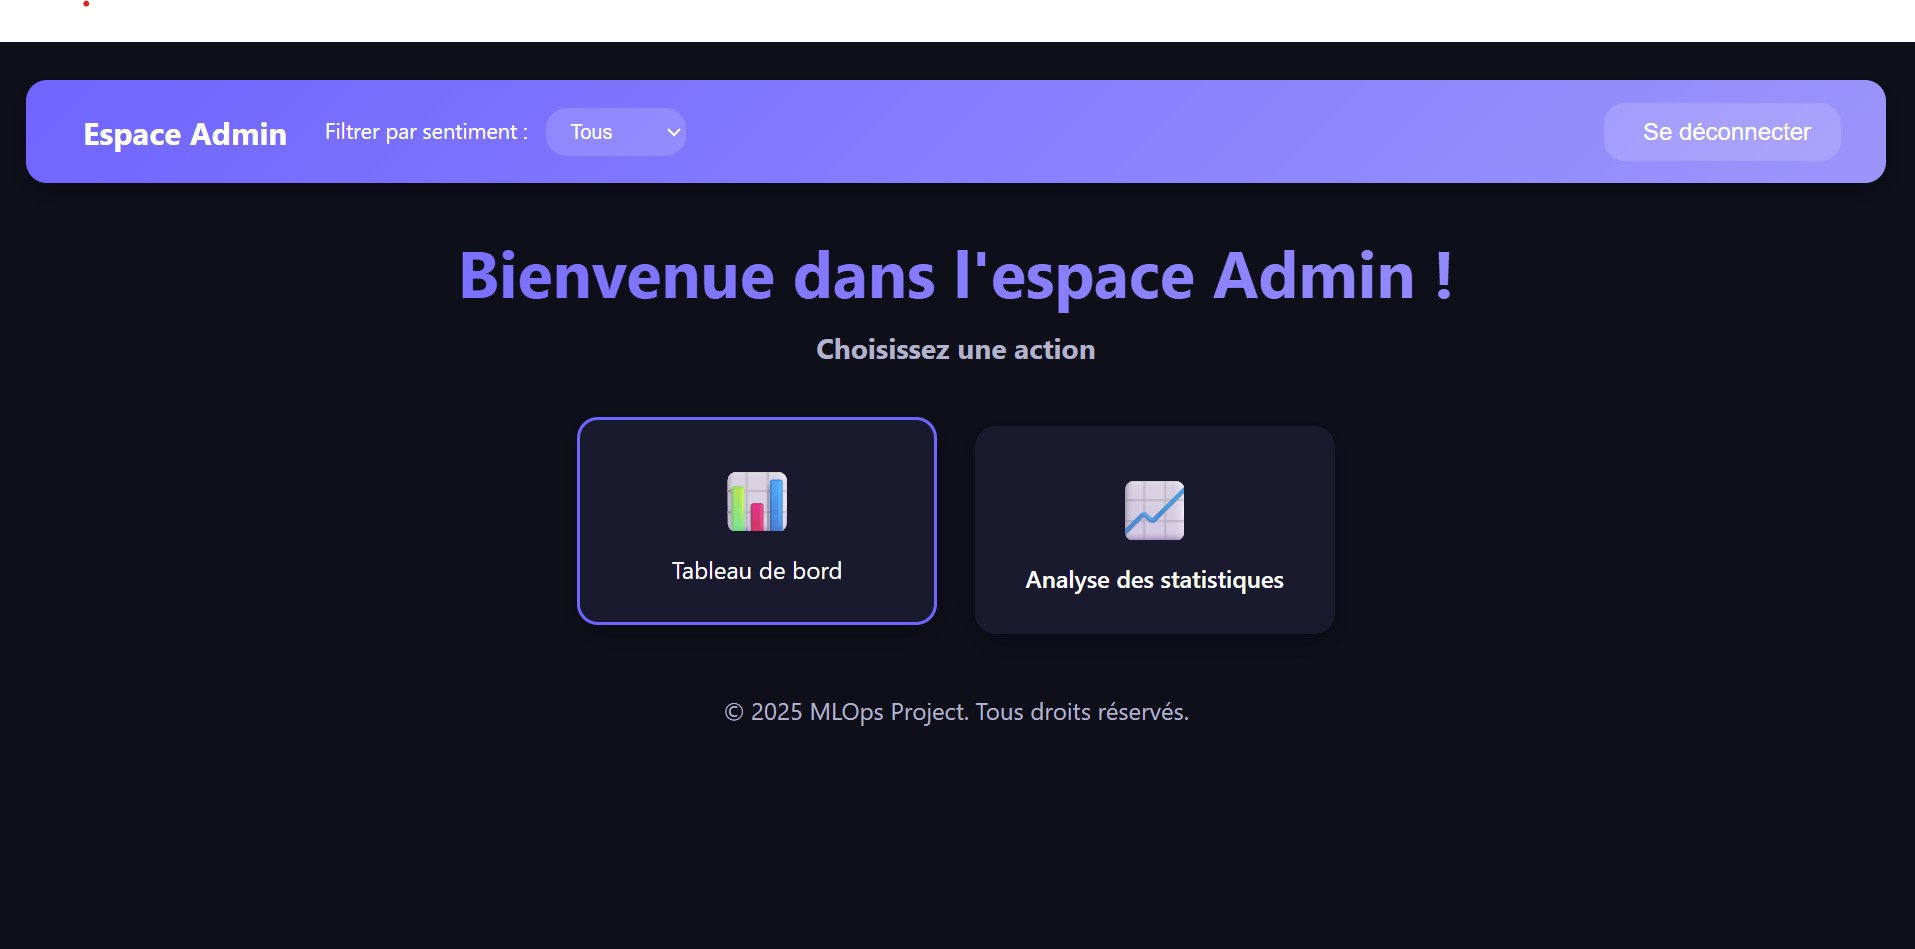 Espace Admin Filtrer par sentiment : Tous Se déconnecter
Bienvenue dans l'espace Admin !
Choisissez une action
Tableau de bord
Analyse des statistiques
© 2025 MLOps Project. Tous droits réservés.